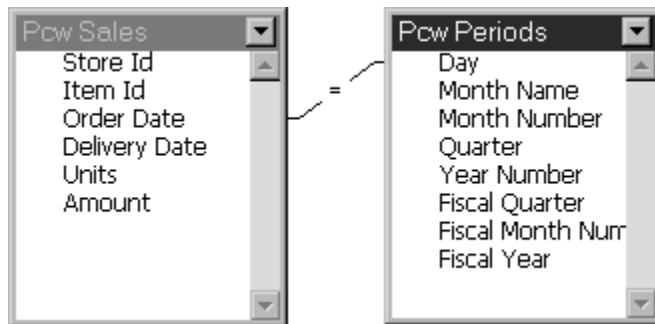 Pcw Sales
Store Id
Item Id
Order Date
Delivery Date
Units
Amount
=
Pcw Periods
Day
Month Name
Month Number
Quarter
Year Number
Fiscal Quarter
Fiscal Month Num
Fiscal Year